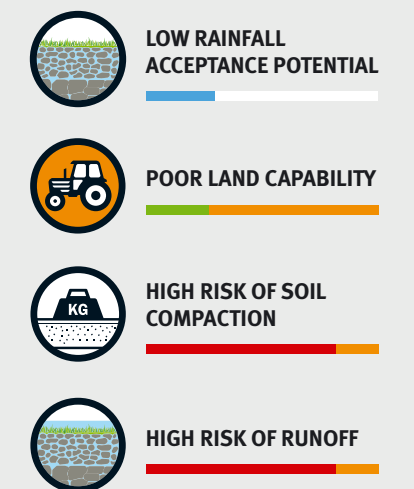 LOW RAINFALL
ACCEPTANCE POTENTIAL
POOR LAND CAPABILITY
HIGH RISK OF SOIL
COMPACTION
KG
HIGH RISK OF RUNOFF